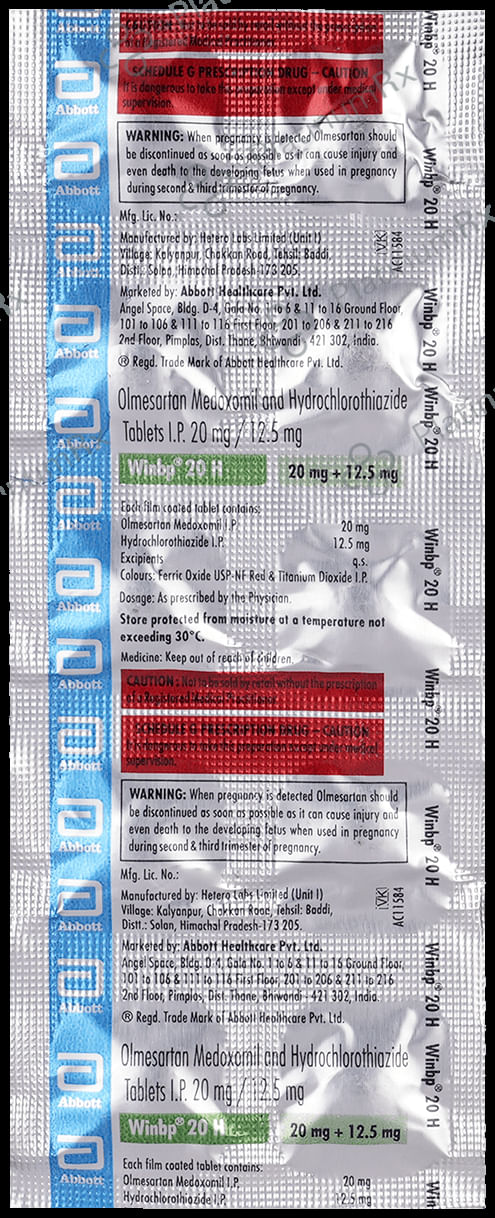 SCHEDULE G PRESCRIPTION DRUG – CAUTION
It is dangerous to take this preparation except under medical
supervision.
WARNING: When pregnancy is detected Olmesartan should
be discontinued as soon as possible as it can cause injury and
even death to the developing fetus when used in pregnancy
during second & third trimester of pregnancy.
Mfg. Lic. No.:
Manufactured by: Hetero Labs Limited (Unit I)
Village: Kalyanpur, Chakkan Road, Tehsil: Baddi,
Distt.: Solan, Himachal Pradesh-173 205.
Marketed by: Abbott Healthcare Pvt. Ltd.
Angel Space, Bldg. D-4, Gala No. 1 to 6 & 11 to 16 Ground Floor,
101 to 106 & 111 to 116 First Floor, 201 to 206 & 211 to 216
2nd Floor, Pimplas, Dist. Thane, Bhiwandi - 421 302, India.
® Regd. Trade Mark of Abbott Healthcare Pvt. Ltd.
Olmesartan Medoxomil and Hydrochlorothiazide
Tablets I.P. 20 mg / 12.5 mg
Winbp® 20 H 20 mg + 12.5 mg
Each film coated tablet contains:
Olmesartan Medoxomil I.P. 20 mg
Hydrochlorothiazide I.P. 12.5 mg
Excipients q.s.
Colours: Ferric Oxide USP-NF Red & Titanium Dioxide I.P.
Dosage: As prescribed by the Physician.
Store protected from moisture at a temperature not
exceeding 30°C.
Medicine: Keep out of reach of children.
CAUTION: Not to be sold by retail without the prescription
of a Registered Medical Practitioner.
SCHEDULE G PRESCRIPTION DRUG – CAUTION
It is dangerous to take this preparation except under medical
supervision.
WARNING: When pregnancy is detected Olmesartan should
be discontinued as soon as possible as it can cause injury and
even death to the developing fetus when used in pregnancy
during second & third trimester of pregnancy.
Mfg. Lic. No.:
Manufactured by: Hetero Labs Limited (Unit I)
Village: Kalyanpur, Chakkan Road, Tehsil: Baddi,
Distt.: Solan, Himachal Pradesh-173 205.
Marketed by: Abbott Healthcare Pvt. Ltd.
Angel Space, Bldg. D-4, Gala No. 1 to 6 & 11 to 16 Ground Floor,
101 to 106 & 111 to 116 First Floor, 201 to 206 & 211 to 216
2nd Floor, Pimplas, Dist. Thane, Bhiwandi - 421 302, India.
® Regd. Trade Mark of Abbott Healthcare Pvt. Ltd.
Olmesartan Medoxomil and Hydrochlorothiazide
Tablets I.P. 20 mg / 12.5 mg
Winbp® 20 H 20 mg + 12.5 mg
Each film coated tablet contains:
Olmesartan Medoxomil I.P. 20 mg
Hydrochlorothiazide I.P. 12.5 mg
Abbott
Abbott
Abbott
Abbott
Abbott
Abbott
Abbott
Abbott
Abbott
Abbott
Abbott
Abbott
Abbott
Abbott
VK
AC11584
VK
AC11584
Winbp® 20 H
Winbp® 20 H
Winbp® 20 H
Winbp® 20 H
Winbp® 20 H
Winbp® 20 H
Winbp® 20 H
Winbp® 20 H
Winbp® 20 H
Winbp